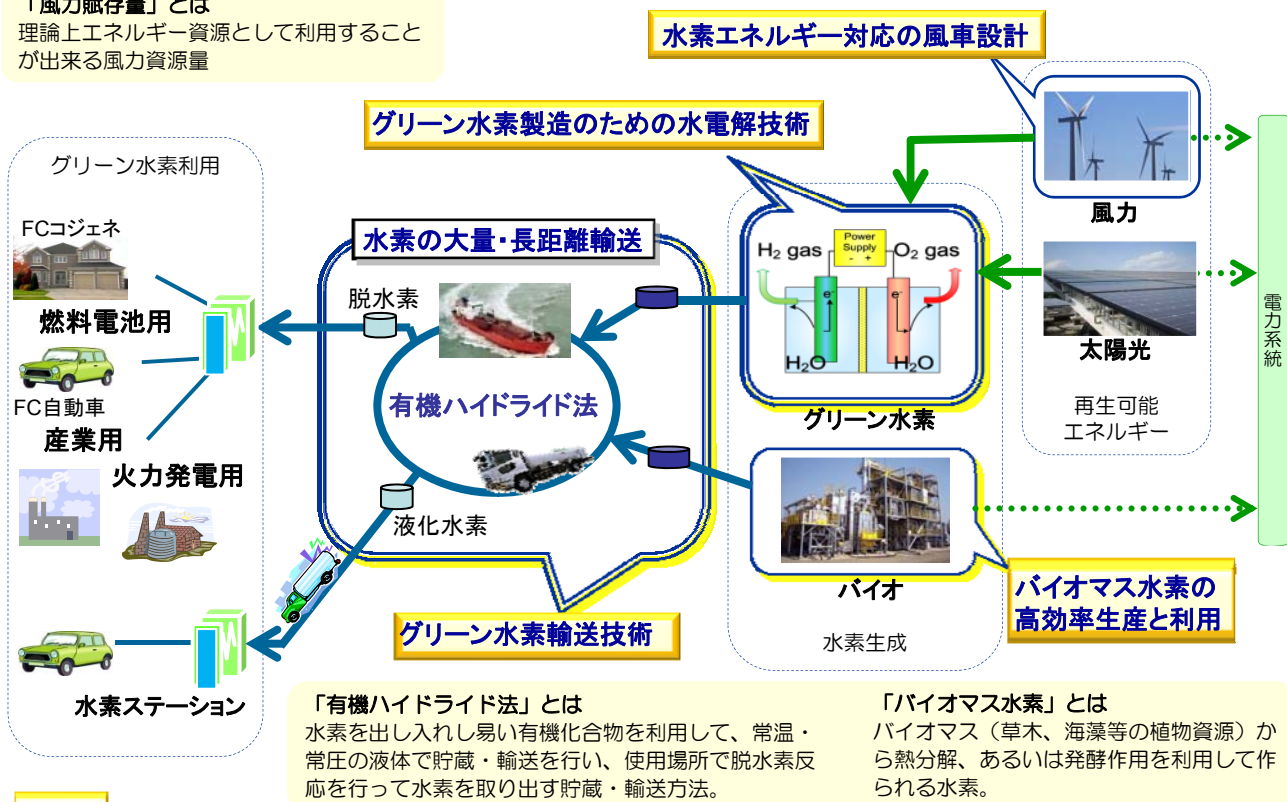 「風力賦存量」とは
理論上エネルギー資源として利用すること
が出来る風力資源量
水素エネルギー対応の風車設計
グリーン水素製造のための水電解技術
グリーン水素利用
FCコジェネ
燃料電池用
FC自動車
産業用
火力発電用
水素ステーション
水素の大量・長距離輸送
脱水素
有機ハイドライド法
液化水素
グリーン水素輸送技術
H₂ gas
Power
Supply
- +
O₂ gas
e⁻
e⁻
H₂O
H₂O
グリーン水素
バイオ
水素生成
風力
太陽光
再生可能
エネルギー
電力系統
バイオマス水素の
高効率生産と利用
「有機ハイドライド法」とは
水素を出し入れし易い有機化合物を利用して、常温・
常圧の液体で貯蔵・輸送を行い、使用場所で脱水素反
応を行って水素を取り出す貯蔵・輸送方法。
「バイオマス水素」とは
バイオマス（草木、海藻等の植物資源）か
ら熱分解、あるいは発酵作用を利用して作
られる水素。